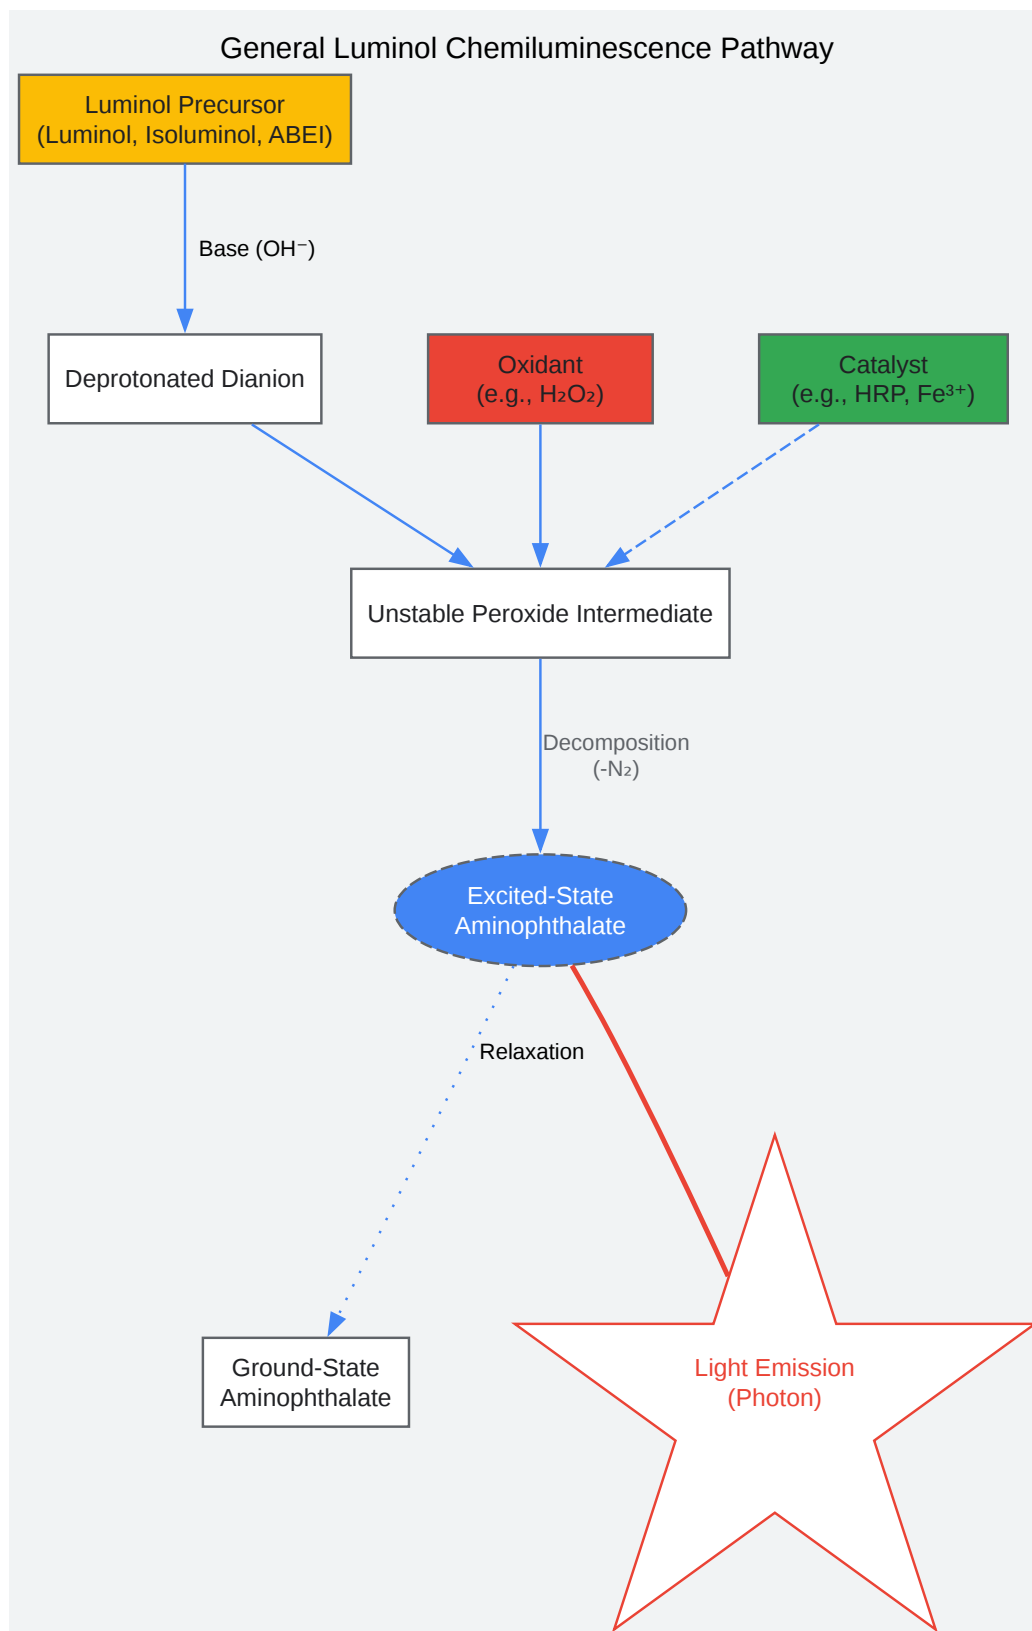 General Luminol Chemiluminescence Pathway
Luminol Precursor
(Luminol, Isoluminol, ABEI)
Base (OH⁻)
Deprotonated Dianion
Oxidant
(e.g., H₂O₂)
Catalyst
(e.g., HRP, Fe³⁺)
Unstable Peroxide Intermediate
Decomposition
(-N₂)
Excited-State
Aminophthalate
Relaxation
Ground-State
Aminophthalate
Light Emission
(Photon)